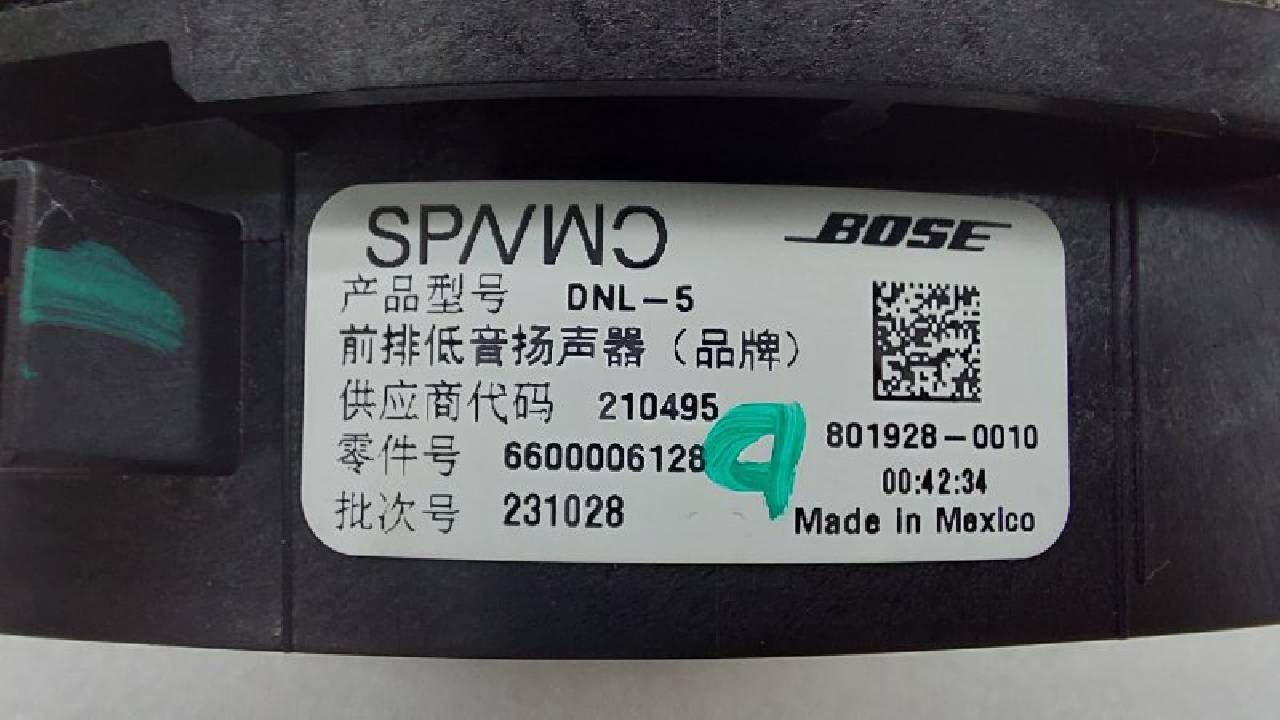 SPΛ/WƆ
BOSE
产品型号 DNL-5
前排低音扬声器（品牌）
供应商代码 210495
零件号 6600006128
批次号 231028
801928-0010
00:42:34
Made in Mexico